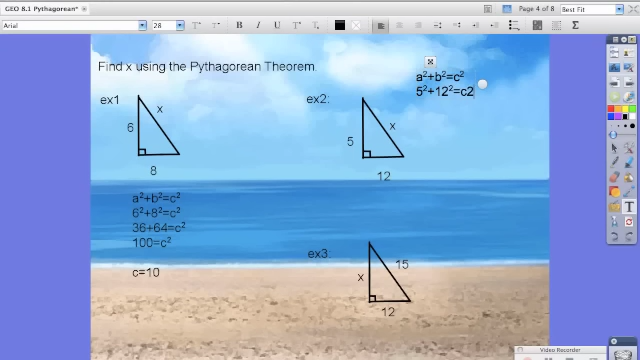 GEO 8.1 Pythagorean*
Page 4 of 8
Best Fit
Arial
28
Find x using the Pythagorean Theorem.
a²+b²=c²
5²+12²=c2
ex1
x
6
8
ex2:
x
5
12
a²+b²=c²
6²+8²=c²
36+64=c²
100=c²
c=10
ex3:
x
15
12
Video Recorder